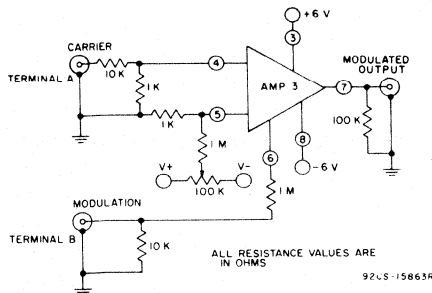 +6 V
3
CARRIER
MODULATED
OUTPUT
4
7
TERMINAL A
10 K
AMP 3
1 K
5
1 K
100 K
8
6
1 M
V+
V-
-6 V
100 K
1 M
MODULATION
TERMINAL B
10 K
ALL RESISTANCE VALUES ARE
IN OHMS
92CS-15863R